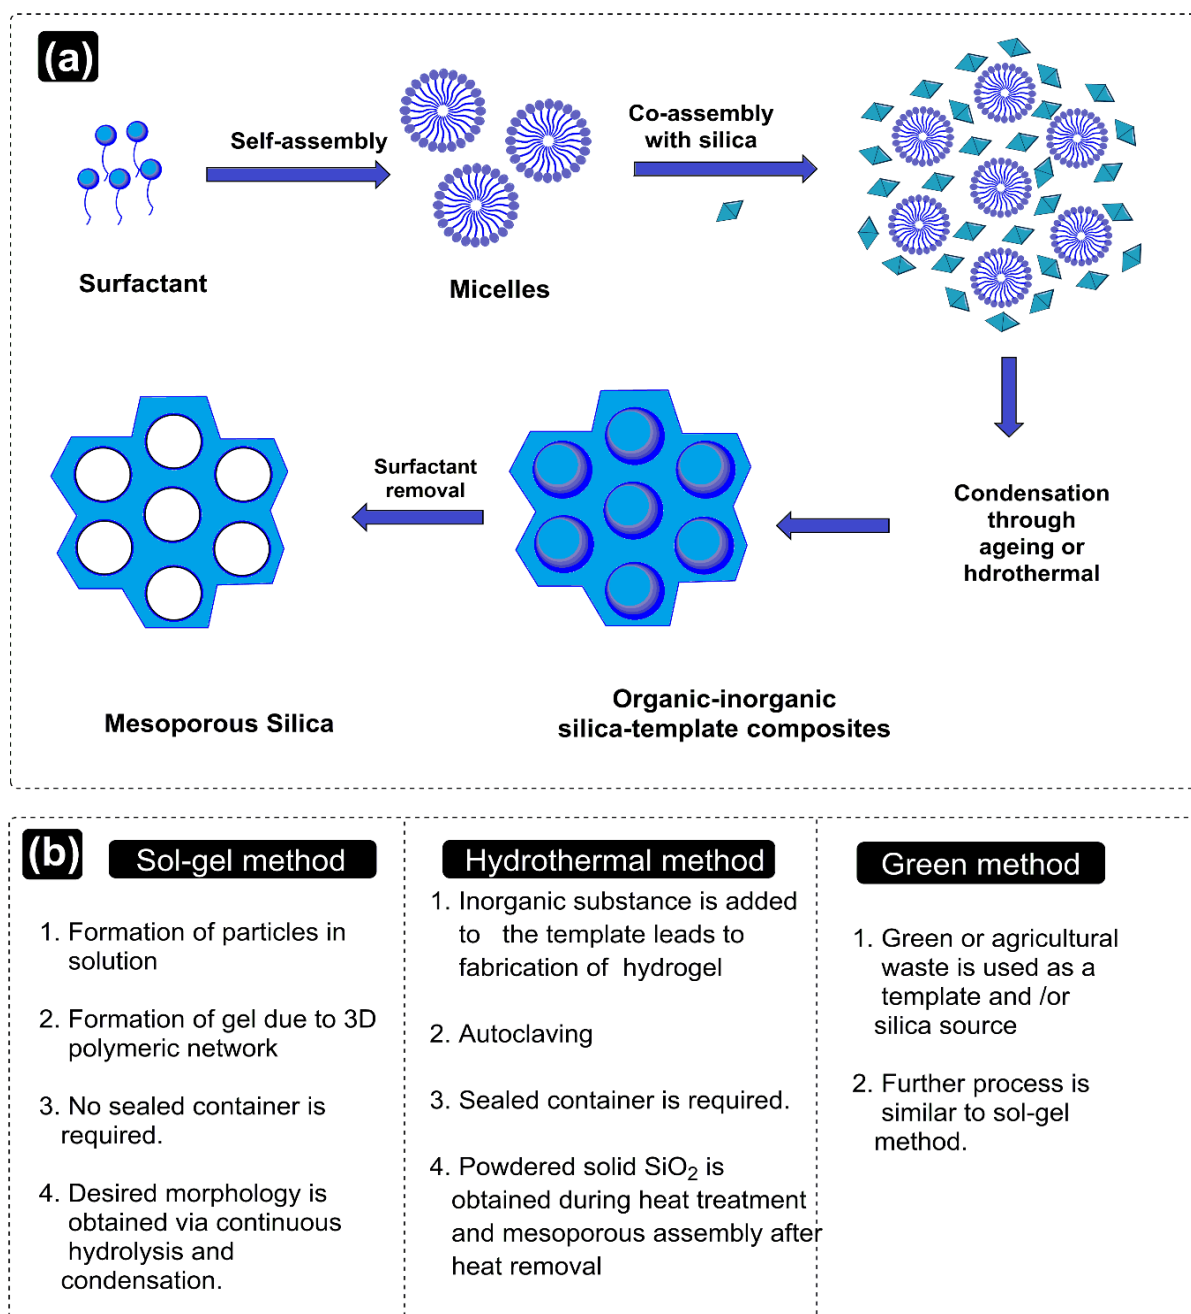 (a)
Self-assembly
Co-assembly
with silica
Surfactant
Micelles
Condensation
through
ageing or
hdrothermal
Surfactant
removal
Organic-inorganic
silica-template composites
Mesoporous Silica
(b)
Sol-gel method
1. Formation of particles in
solution
2. Formation of gel due to 3D
polymeric network
3. No sealed container is
required.
4. Desired morphology is
obtained via continuous
hydrolysis and
condensation.
Hydrothermal method
1. Inorganic substance is added
to the template leads to
fabrication of hydrogel
2. Autoclaving
3. Sealed container is required.
4. Powdered solid SiO₂ is
obtained during heat treatment
and mesoporous assembly after
heat removal
Green method
1. Green or agricultural
waste is used as a
template and /or
silica source
2. Further process is
similar to sol-gel
method.